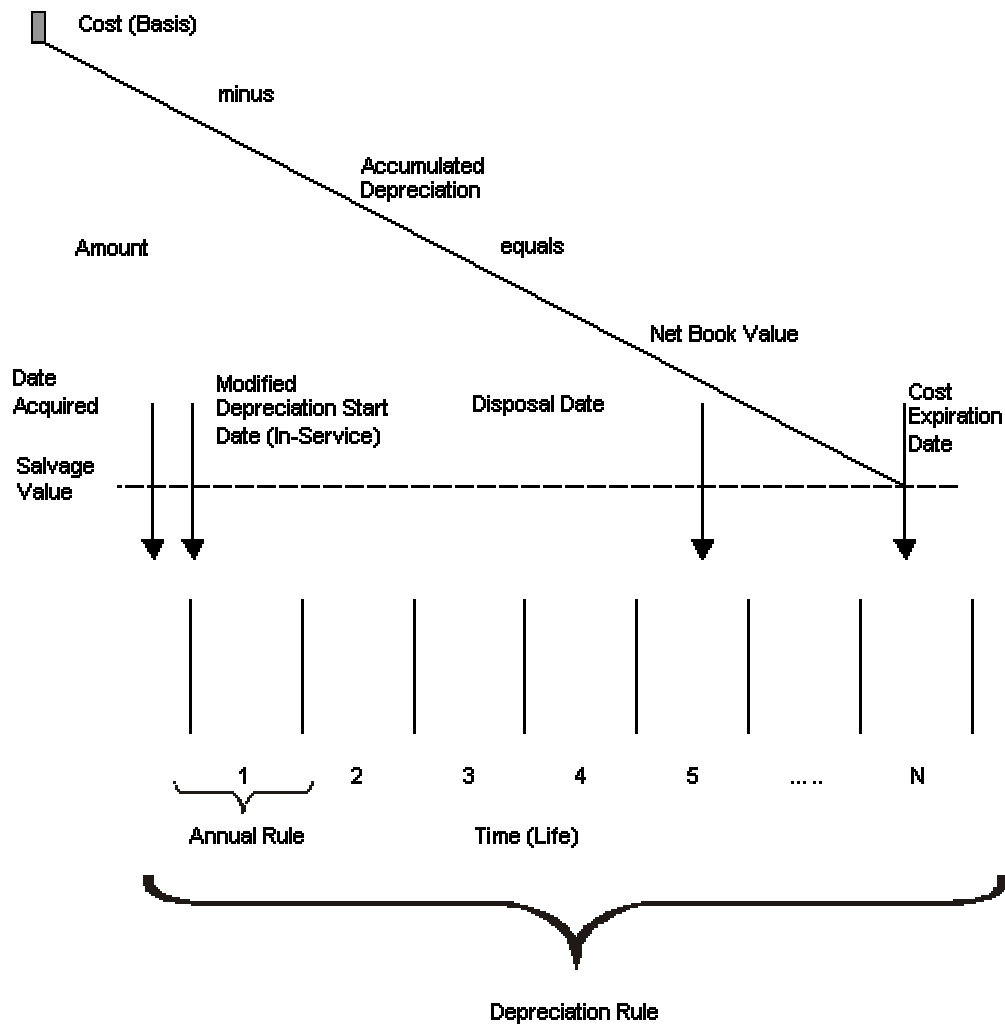 Cost (Basis)
minus
Accumulated
Depreciation
Amount
equals
Net Book Value
Date
Acquired
Modified
Depreciation Start
Date (In-Service)
Disposal Date
Cost
Expiration
Date
Salvage
Value
1 2 3 4 5 ..... N
Annual Rule
Time (Life)
Depreciation Rule